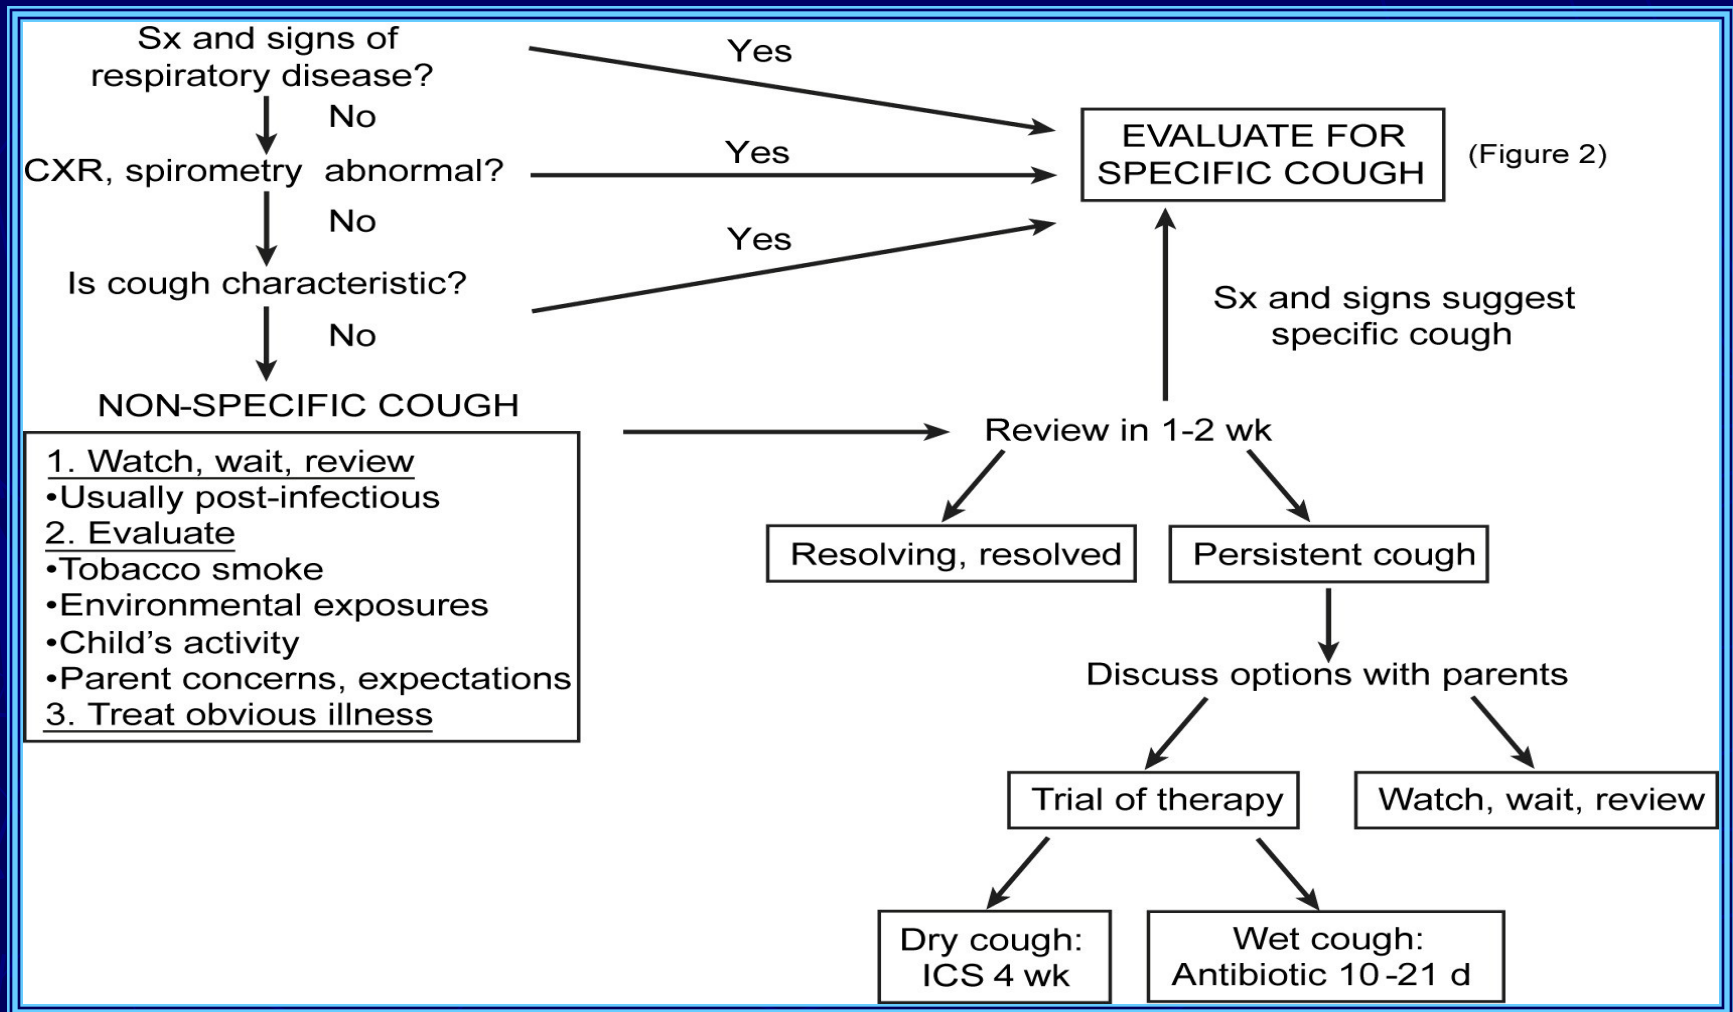 Sx and signs of
respiratory disease?
Yes
No
CXR, spirometry abnormal?
Yes
EVALUATE FOR
SPECIFIC COUGH
(Figure 2)
No
Is cough characteristic?
Yes
No
Sx and signs suggest
specific cough
NON-SPECIFIC COUGH
1. Watch, wait, review
•Usually post-infectious
2. Evaluate
•Tobacco smoke
•Environmental exposures
•Child's activity
•Parent concerns, expectations
3. Treat obvious illness
Review in 1-2 wk
Resolving, resolved
Persistent cough
Discuss options with parents
Trial of therapy
Watch, wait, review
Dry cough:
ICS 4 wk
Wet cough:
Antibiotic 10-21 d